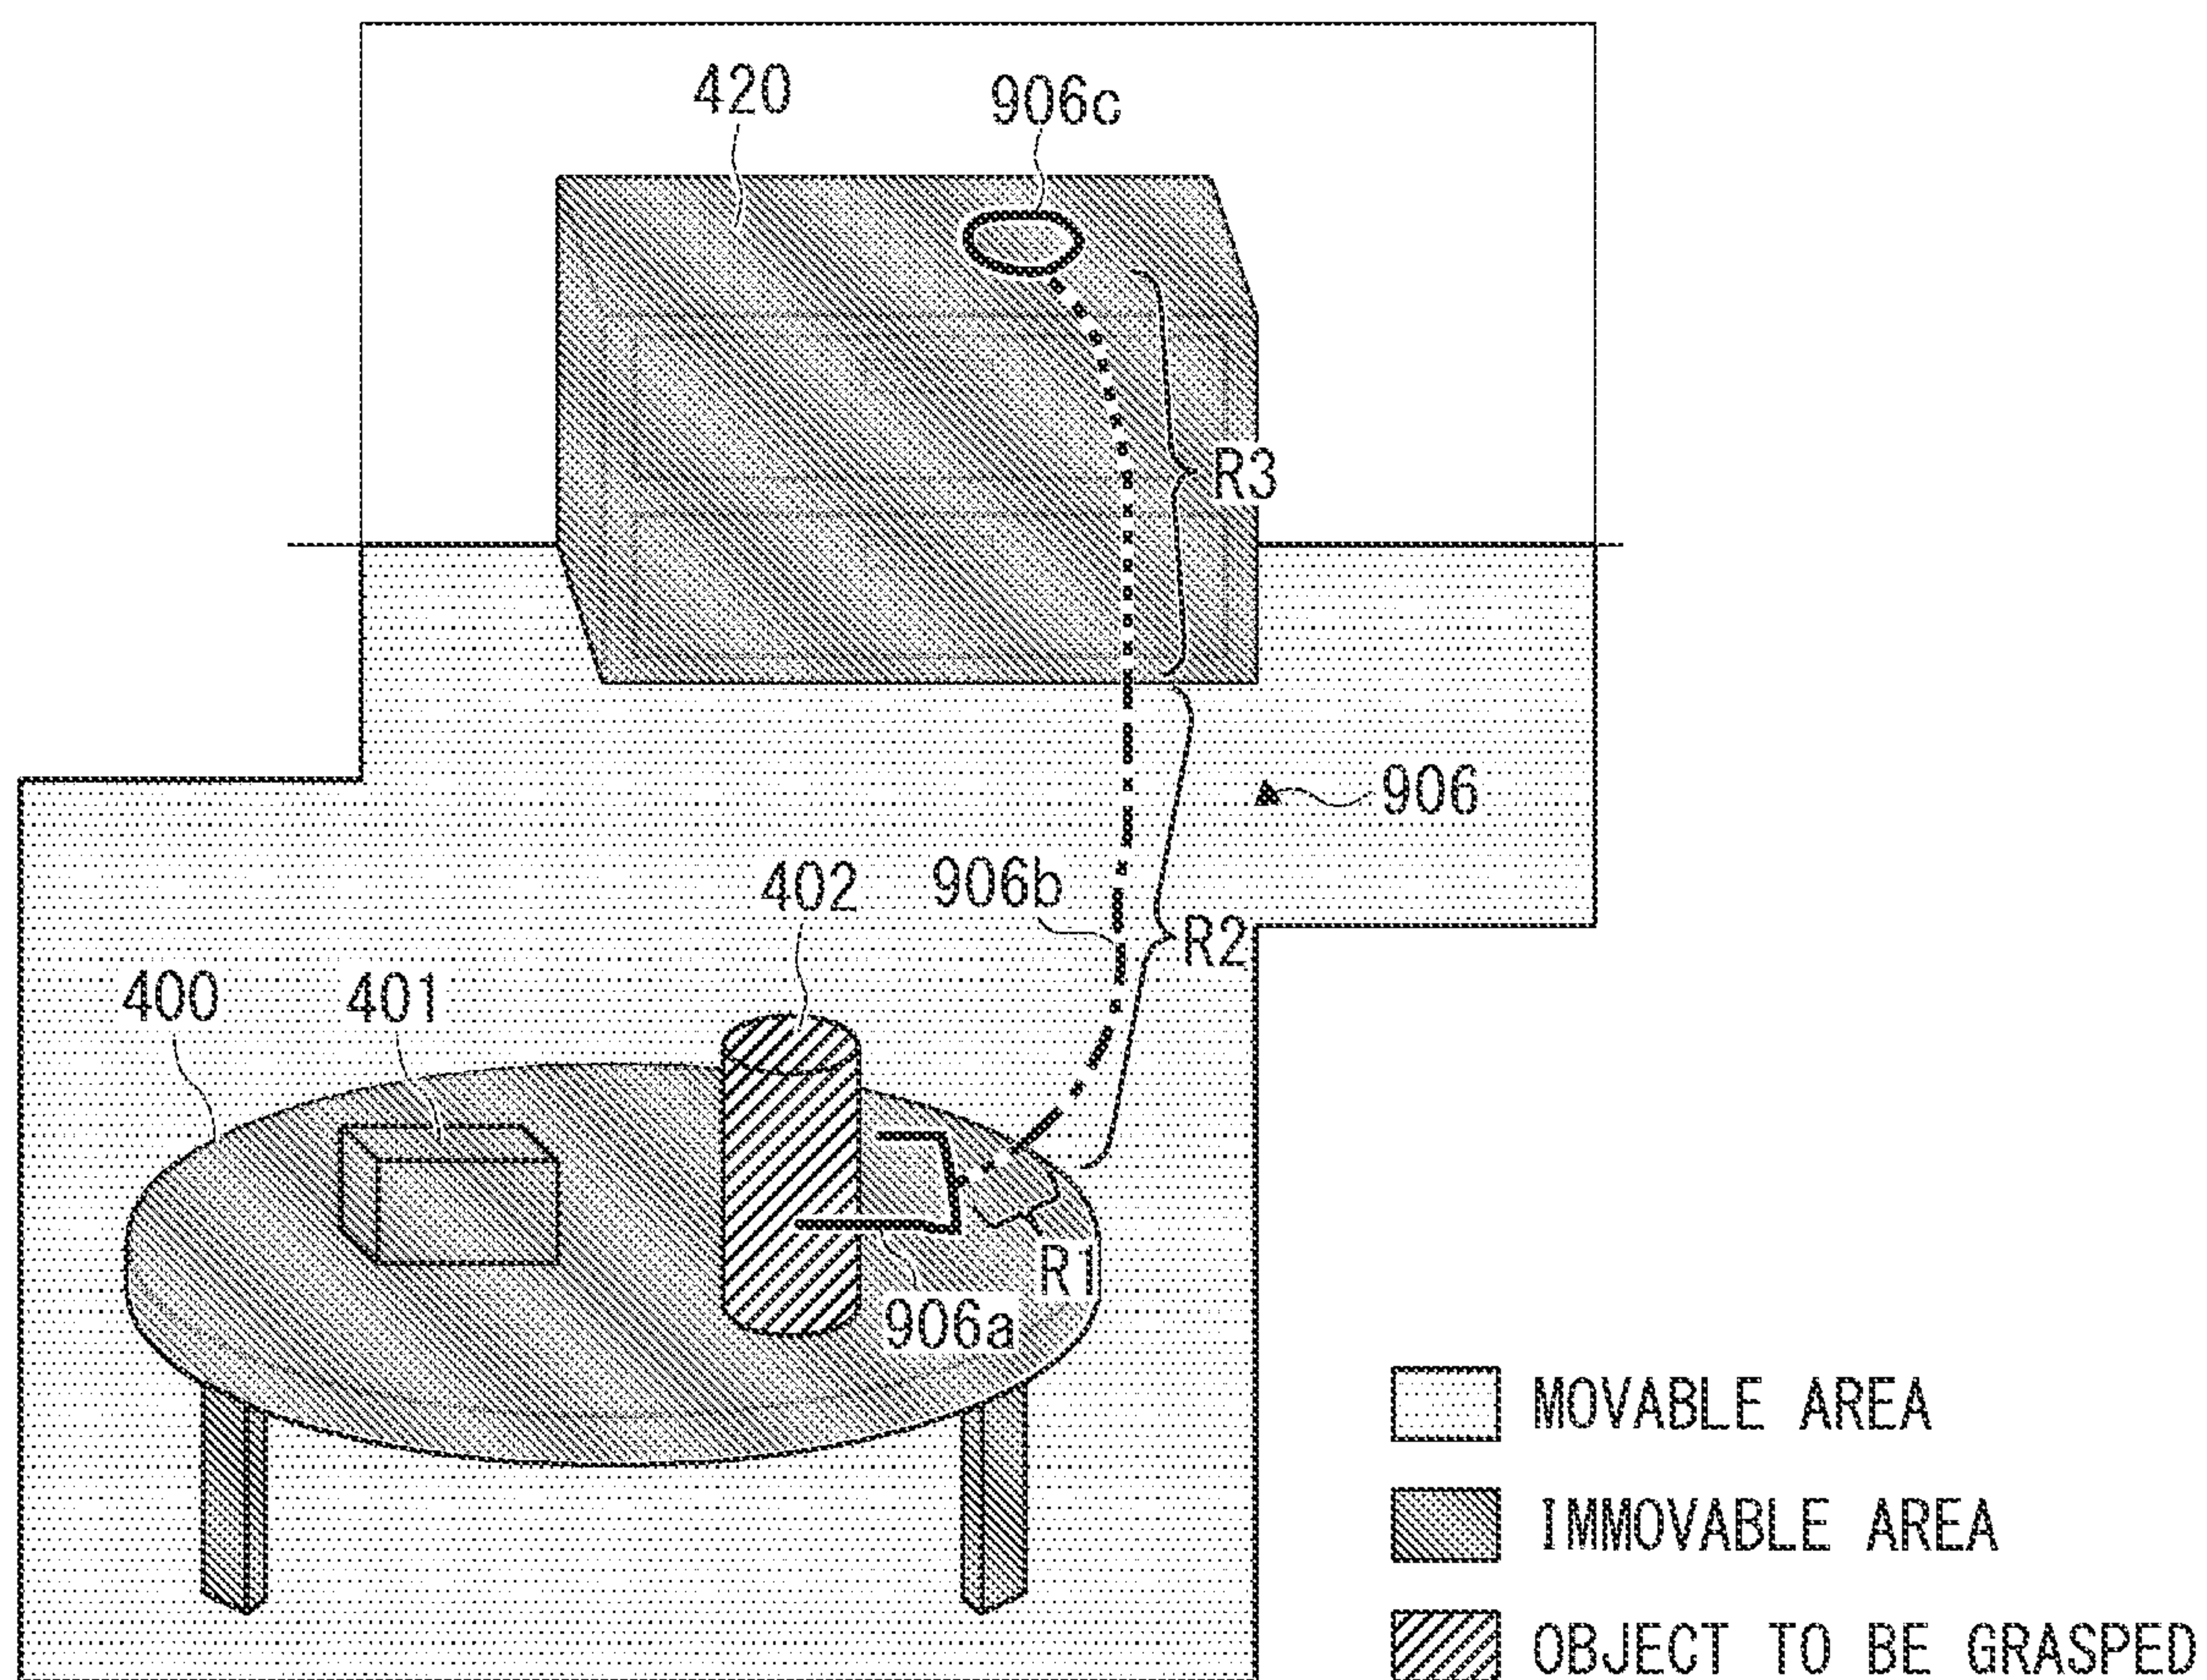 420
906c
R3
906
402
906b
R2
400
401
R1
906a
MOVABLE AREA
IMMOVABLE AREA
OBJECT TO BE GRASPED